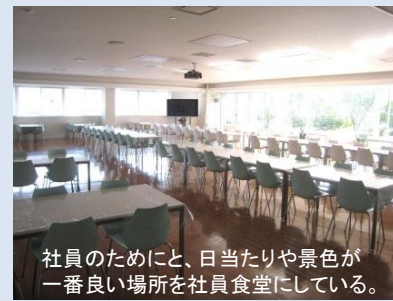 社員のためにと、日当たりや景色が
一番良い場所を社員食堂にしている。